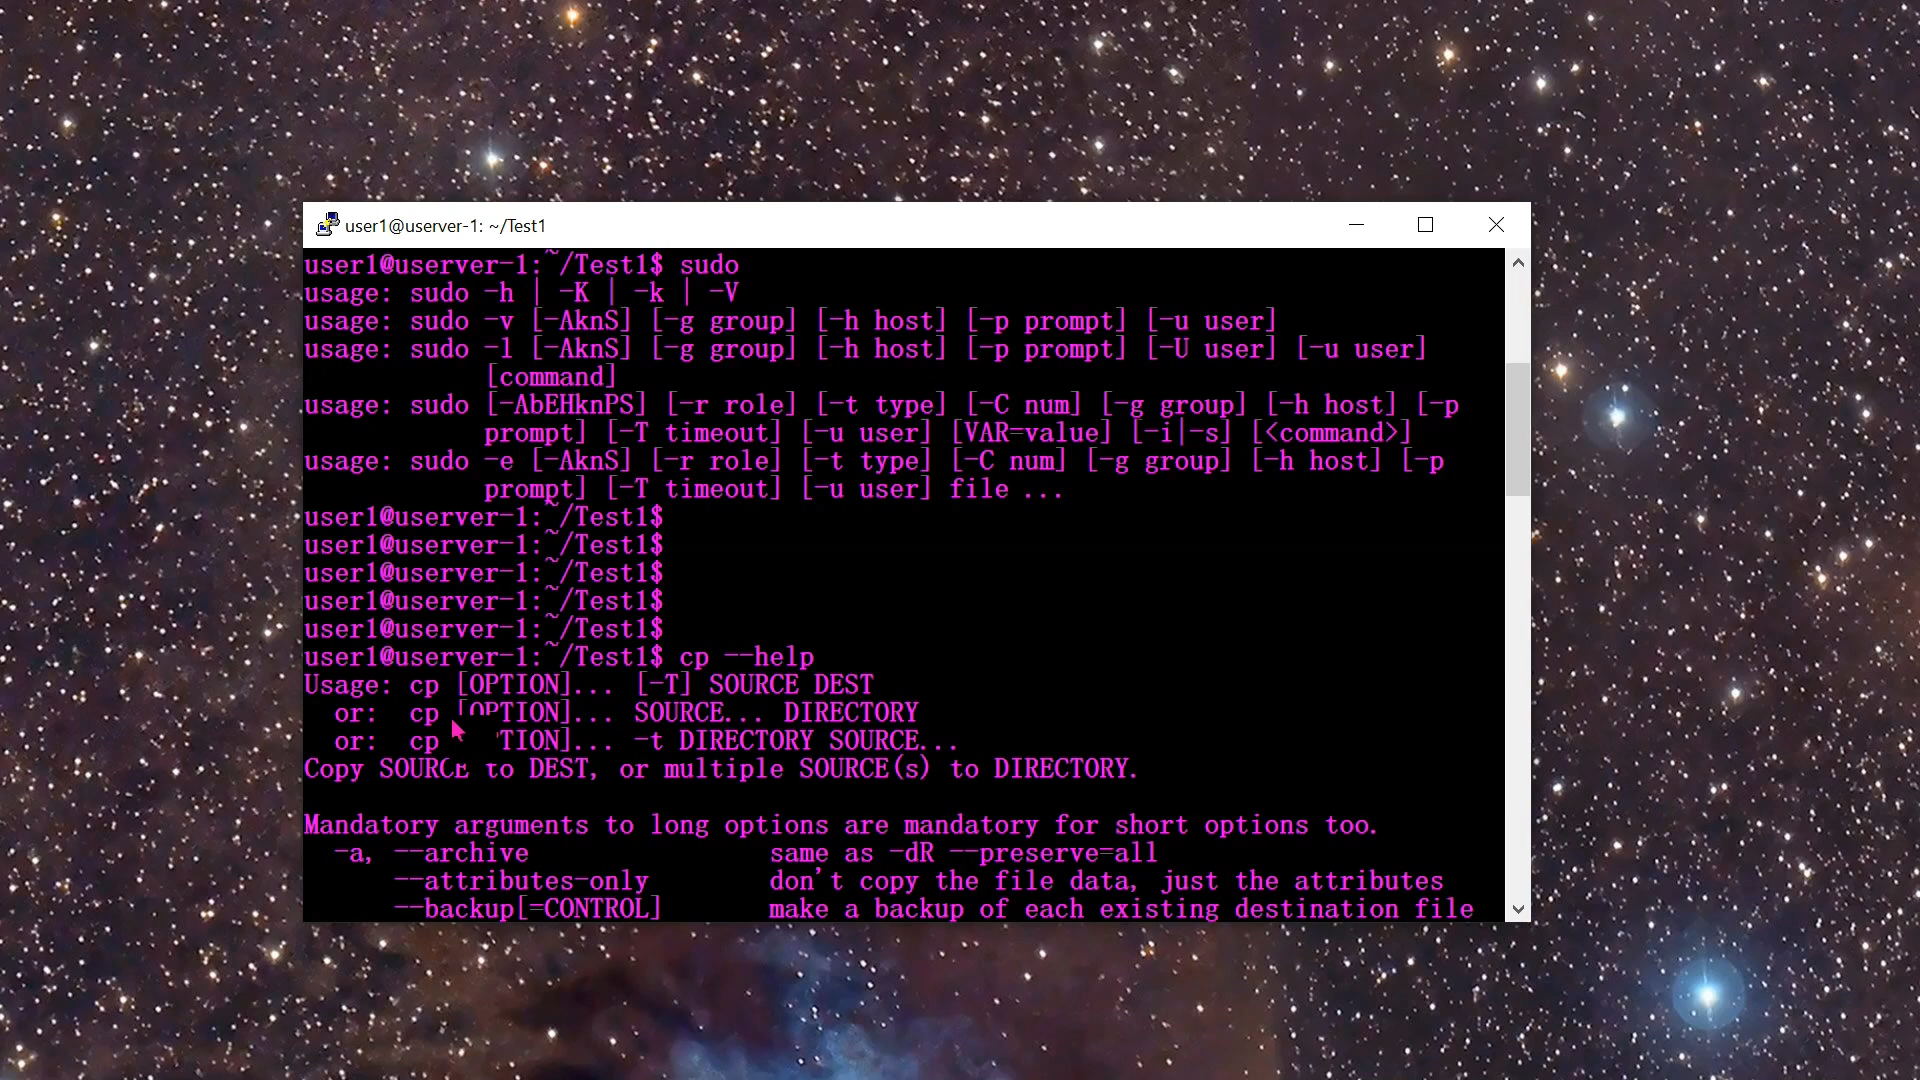 user1@userver-1: ~/Test1
user1@userver-1:~/Test1$ sudo
usage: sudo -h | -K | -k | -V
usage: sudo -v [-AknS] [-g group] [-h host] [-p prompt] [-u user]
usage: sudo -l [-AknS] [-g group] [-h host] [-p prompt] [-U user] [-u user]
[command]
usage: sudo [-AbEHknPS] [-r role] [-t type] [-C num] [-g group] [-h host] [-p
prompt] [-T timeout] [-u user] [VAR=value] [-i|-s] [<command>]
usage: sudo -e [-AknS] [-r role] [-t type] [-C num] [-g group] [-h host] [-p
prompt] [-T timeout] [-u user] file ...
user1@userver-1:~/Test1$
user1@userver-1:~/Test1$
user1@userver-1:~/Test1$
user1@userver-1:~/Test1$
user1@userver-1:~/Test1$
user1@userver-1:~/Test1$ cp --help
Usage: cp [OPTION]... [-T] SOURCE DEST
or: cp [OPTION]... SOURCE... DIRECTORY
or: cp TION]... -t DIRECTORY SOURCE...
Copy SOURCE to DEST, or multiple SOURCE(s) to DIRECTORY.
Mandatory arguments to long options are mandatory for short options too.
-a, --archive same as -dR --preserve=all
--attributes-only don't copy the file data, just the attributes
--backup[=CONTROL] make a backup of each existing destination file